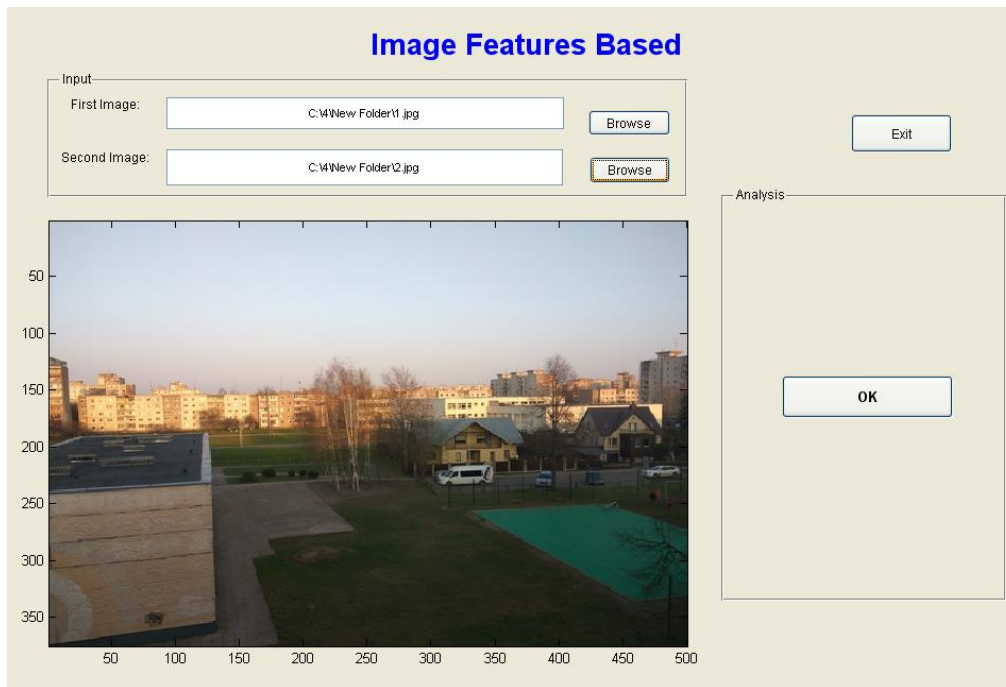 Image Features Based
Input
First Image:
C:\4\New Folder\1.jpg
Browse
Second Image:
C:\4\New Folder\2.jpg
Browse
Exit
Analysis
OK
50
100
150
200
250
300
350
50 100 150 200 250 300 350 400 450 500